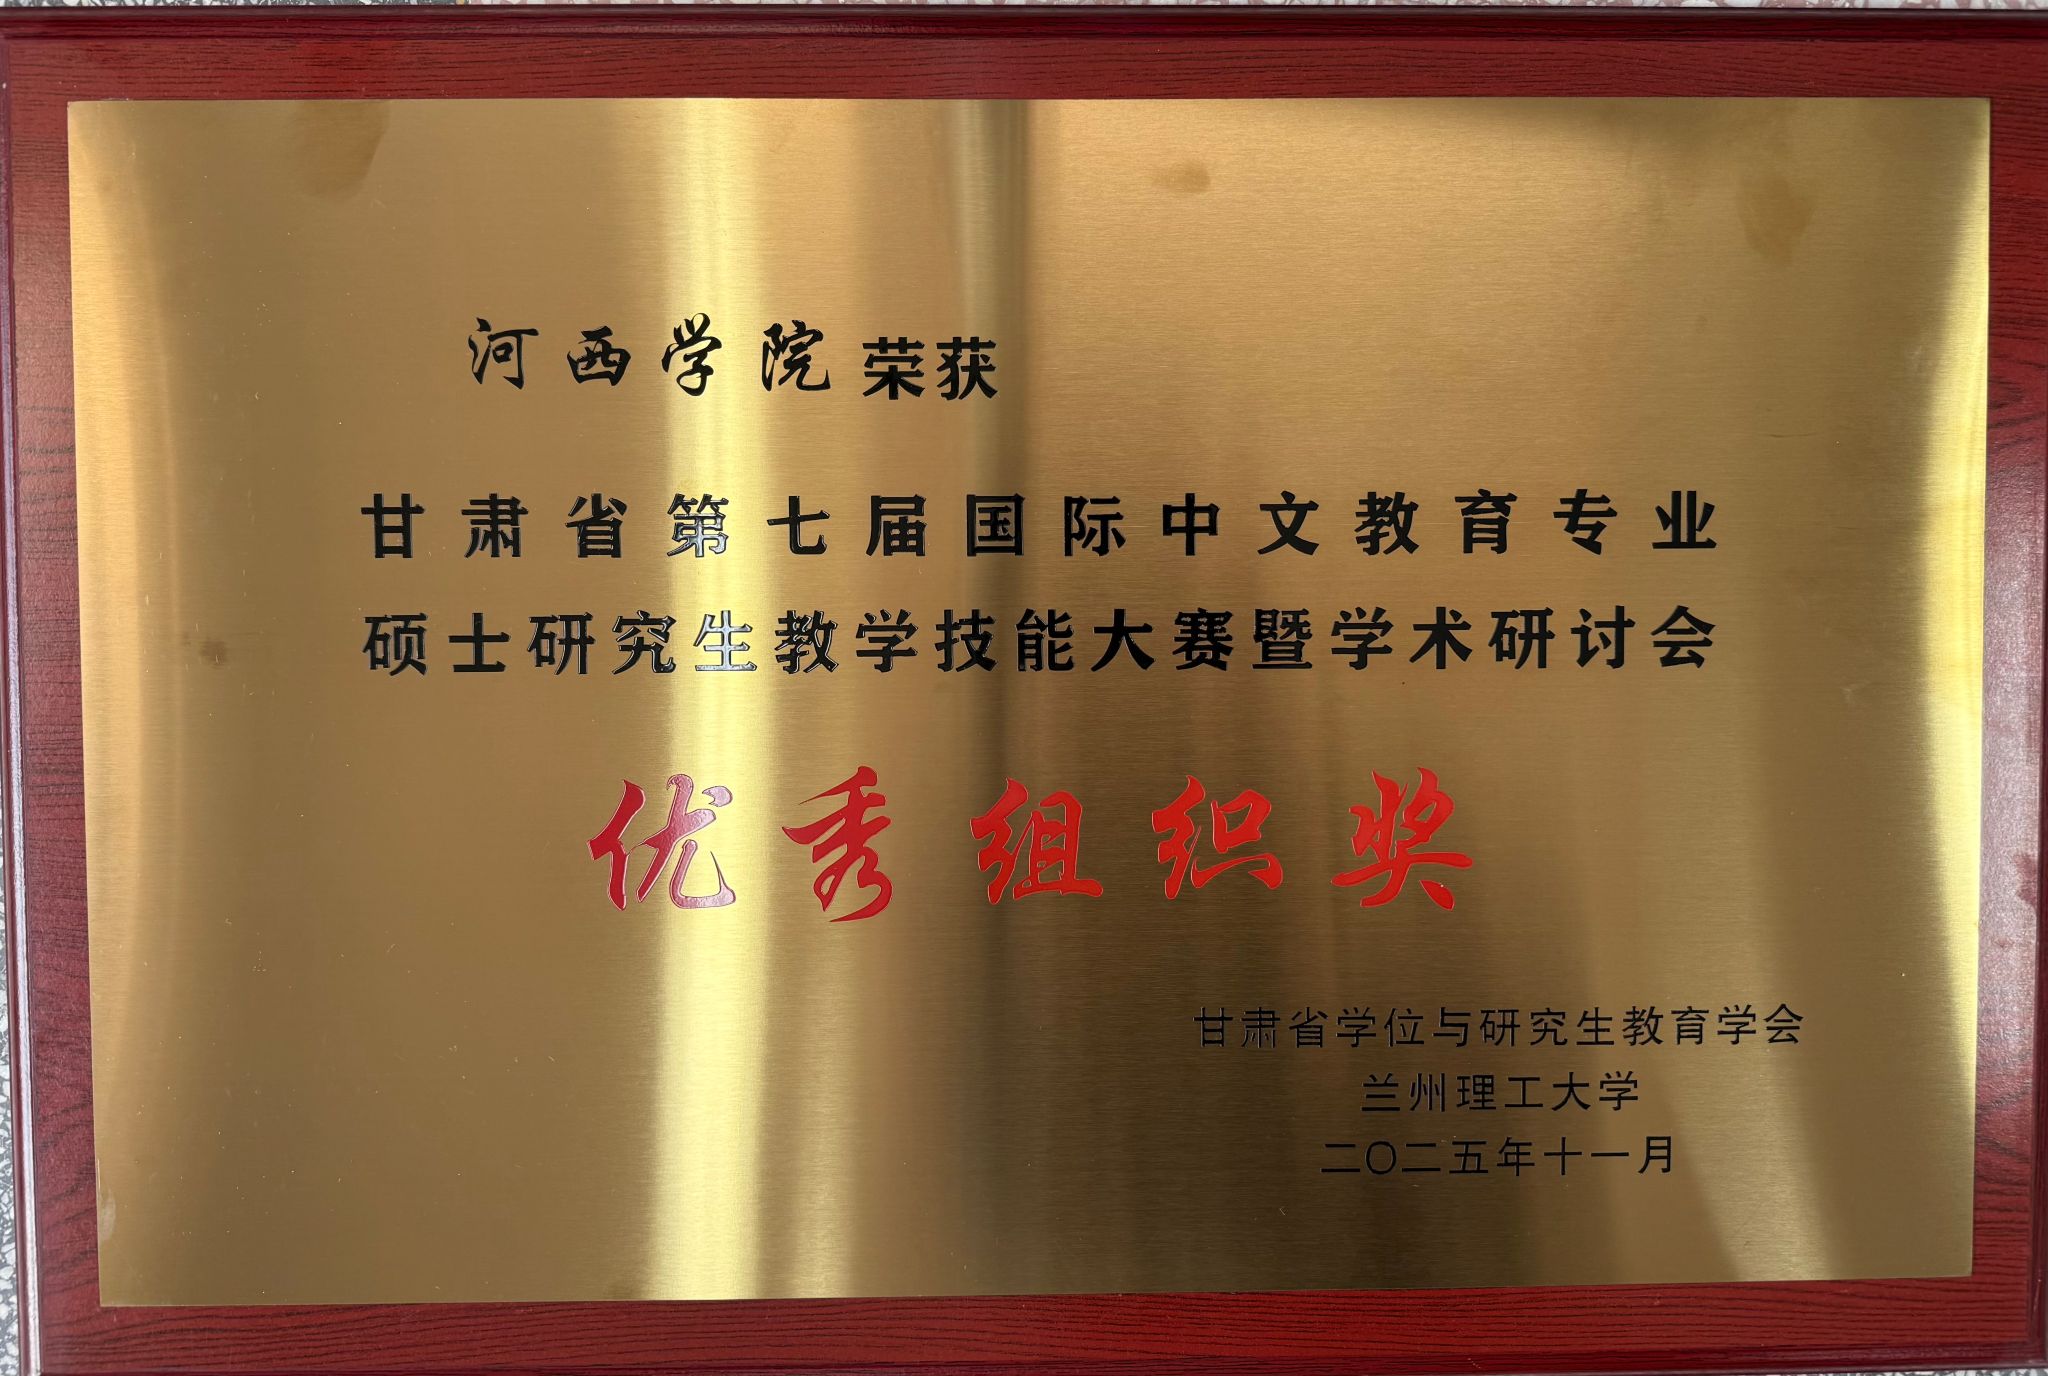 河西学院荣获
甘肃省第七届国际中文教育专业
硕士研究生教学技能大赛暨学术研讨会
优秀组织奖
甘肃省学位与研究生教育学会
兰州理工大学
二〇二五年十一月